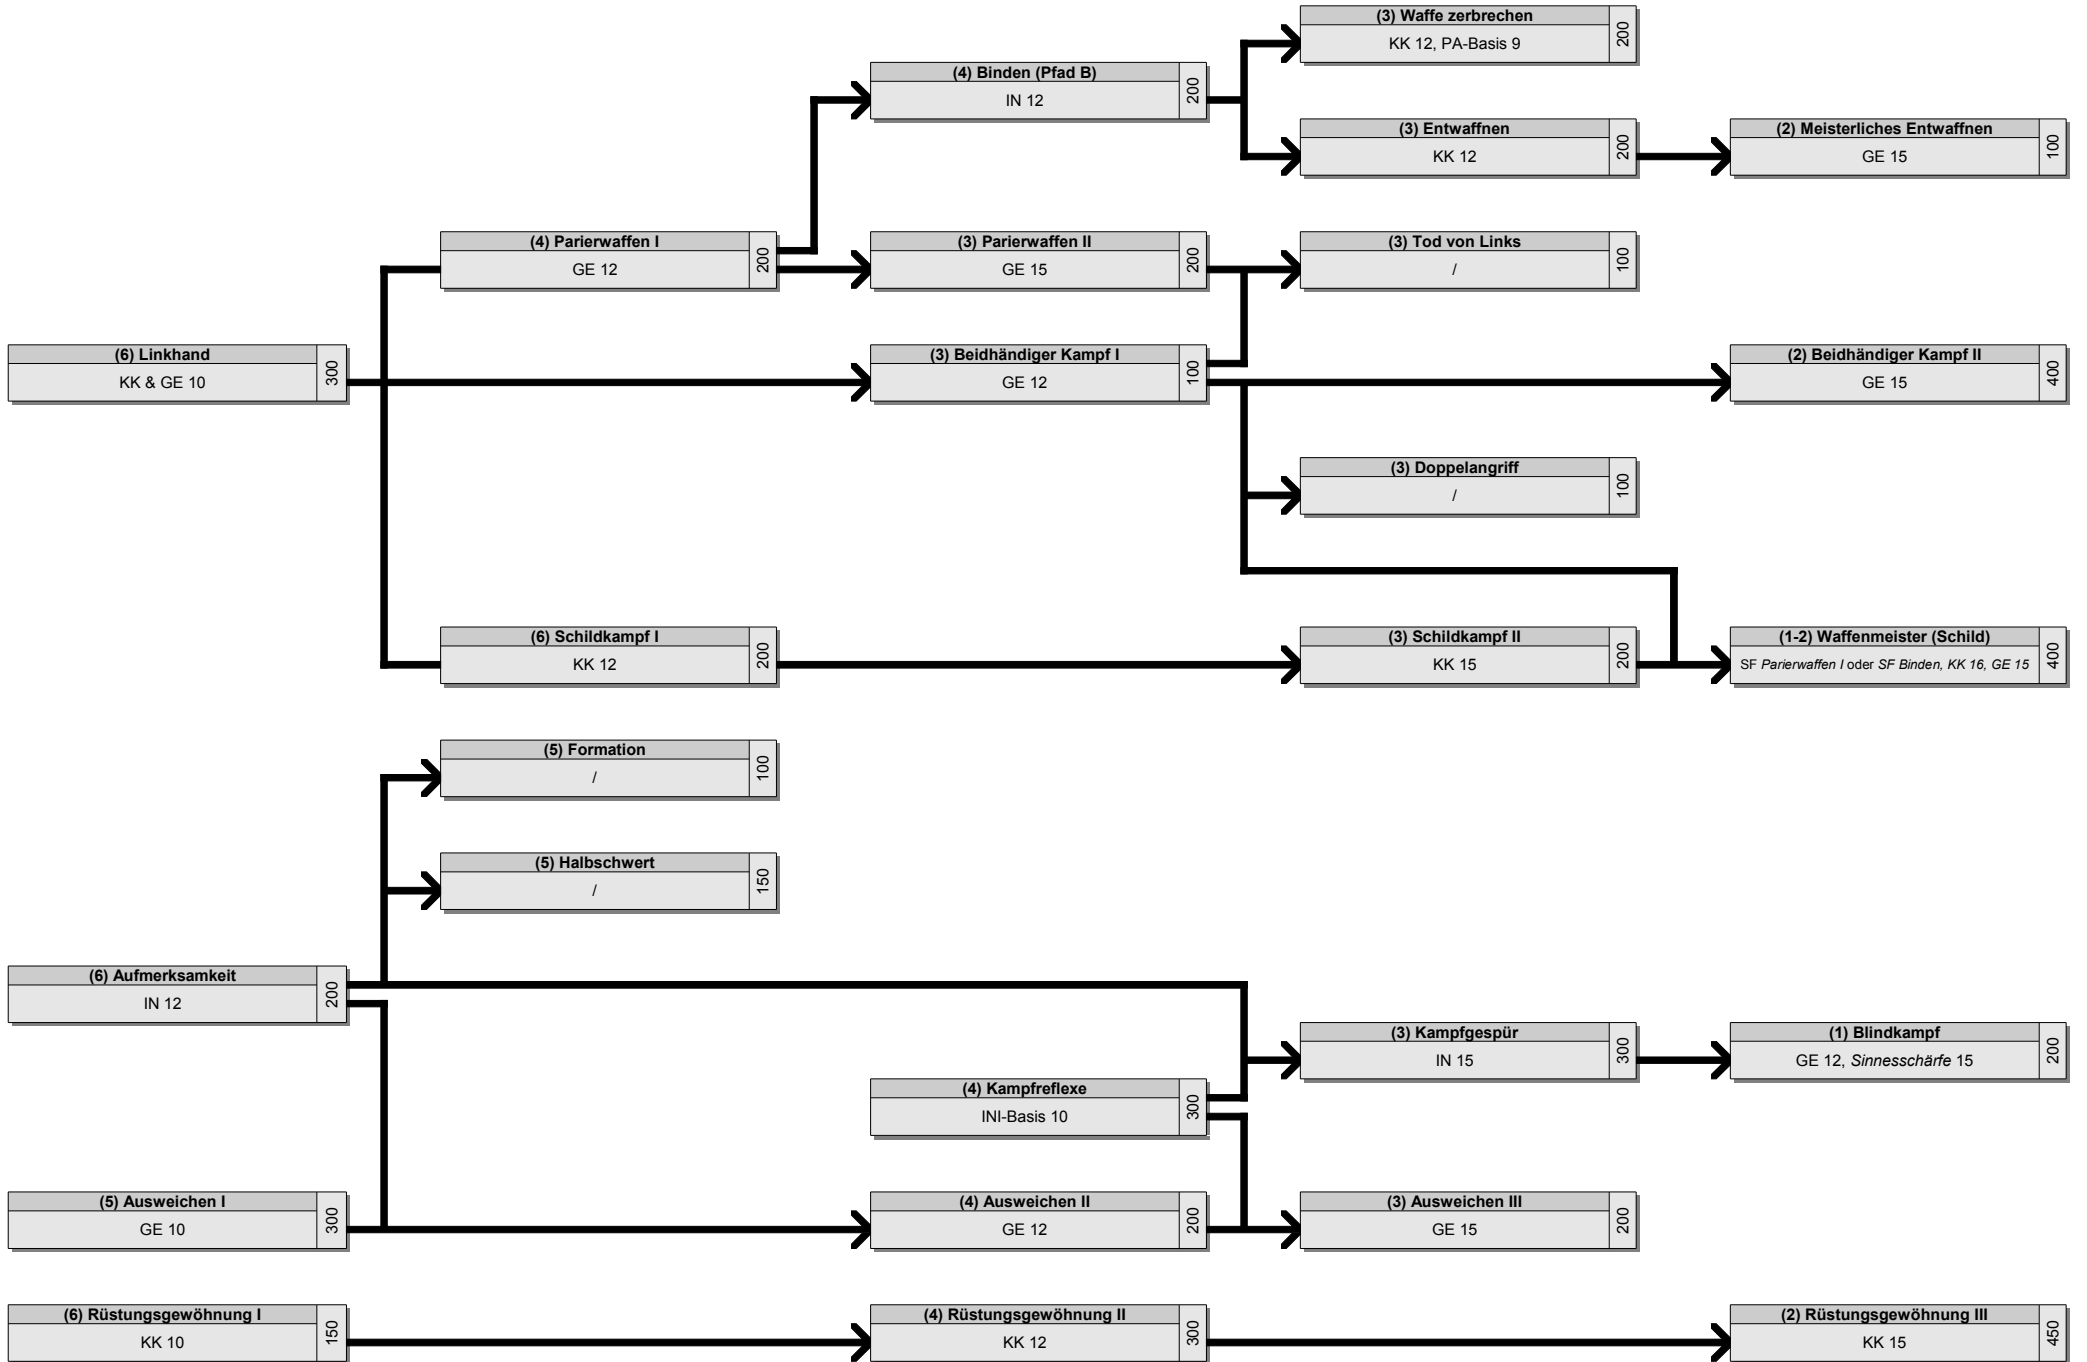 (3) Waffe zerbrechen
KK 12, PA-Basis 9
200
(4) Binden (Pfad B)
IN 12
200
(3) Entwaffnen
KK 12
200
(2) Meisterliches Entwaffnen
GE 15
100
(4) Parierwaffen I
GE 12
200
(3) Parierwaffen II
GE 15
200
(3) Tod von Links
/
100
(6) Linkhand
KK & GE 10
300
(3) Beidhändiger Kampf I
GE 12
100
(2) Beidhändiger Kampf II
GE 15
400
(3) Doppelangriff
/
100
(6) Schildkampf I
KK 12
200
(3) Schildkampf II
KK 15
200
(1-2) Waffenmeister (Schild)
SF Parierwaffen I oder SF Binden, KK 16, GE 15
400
(5) Formation
/
100
(5) Halbschwert
/
150
(6) Aufmerksamkeit
IN 12
200
(3) Kampfgespür
IN 15
300
(1) Blindkampf
GE 12, Sinnesschärfe 15
200
(4) Kampfreflexe
INI-Basis 10
300
(5) Ausweichen I
GE 10
300
(4) Ausweichen II
GE 12
200
(3) Ausweichen III
GE 15
200
(6) Rüstungsgewöhnung I
KK 10
150
(4) Rüstungsgewöhnung II
KK 12
300
(2) Rüstungsgewöhnung III
KK 15
450